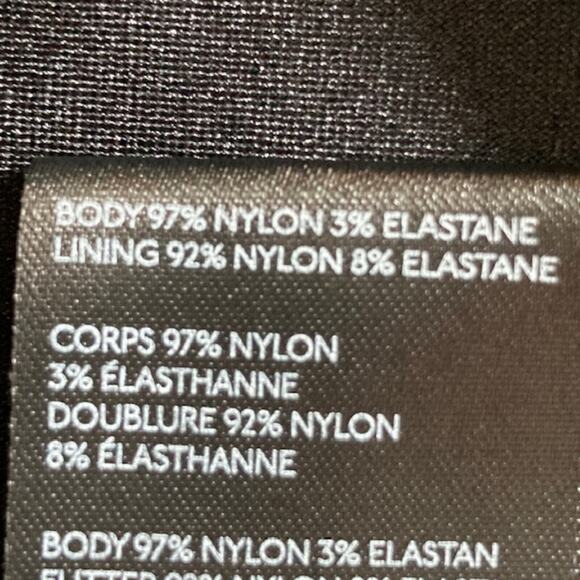 BODY 97% NYLON 3% ELASTANE
LINING 92% NYLON 8% ELASTANE
CORPS 97% NYLON
3% ÉLASTHANNE
DOUBLURE 92% NYLON
8% ÉLASTHANNE
BODY 97% NYLON 3% ELASTAN